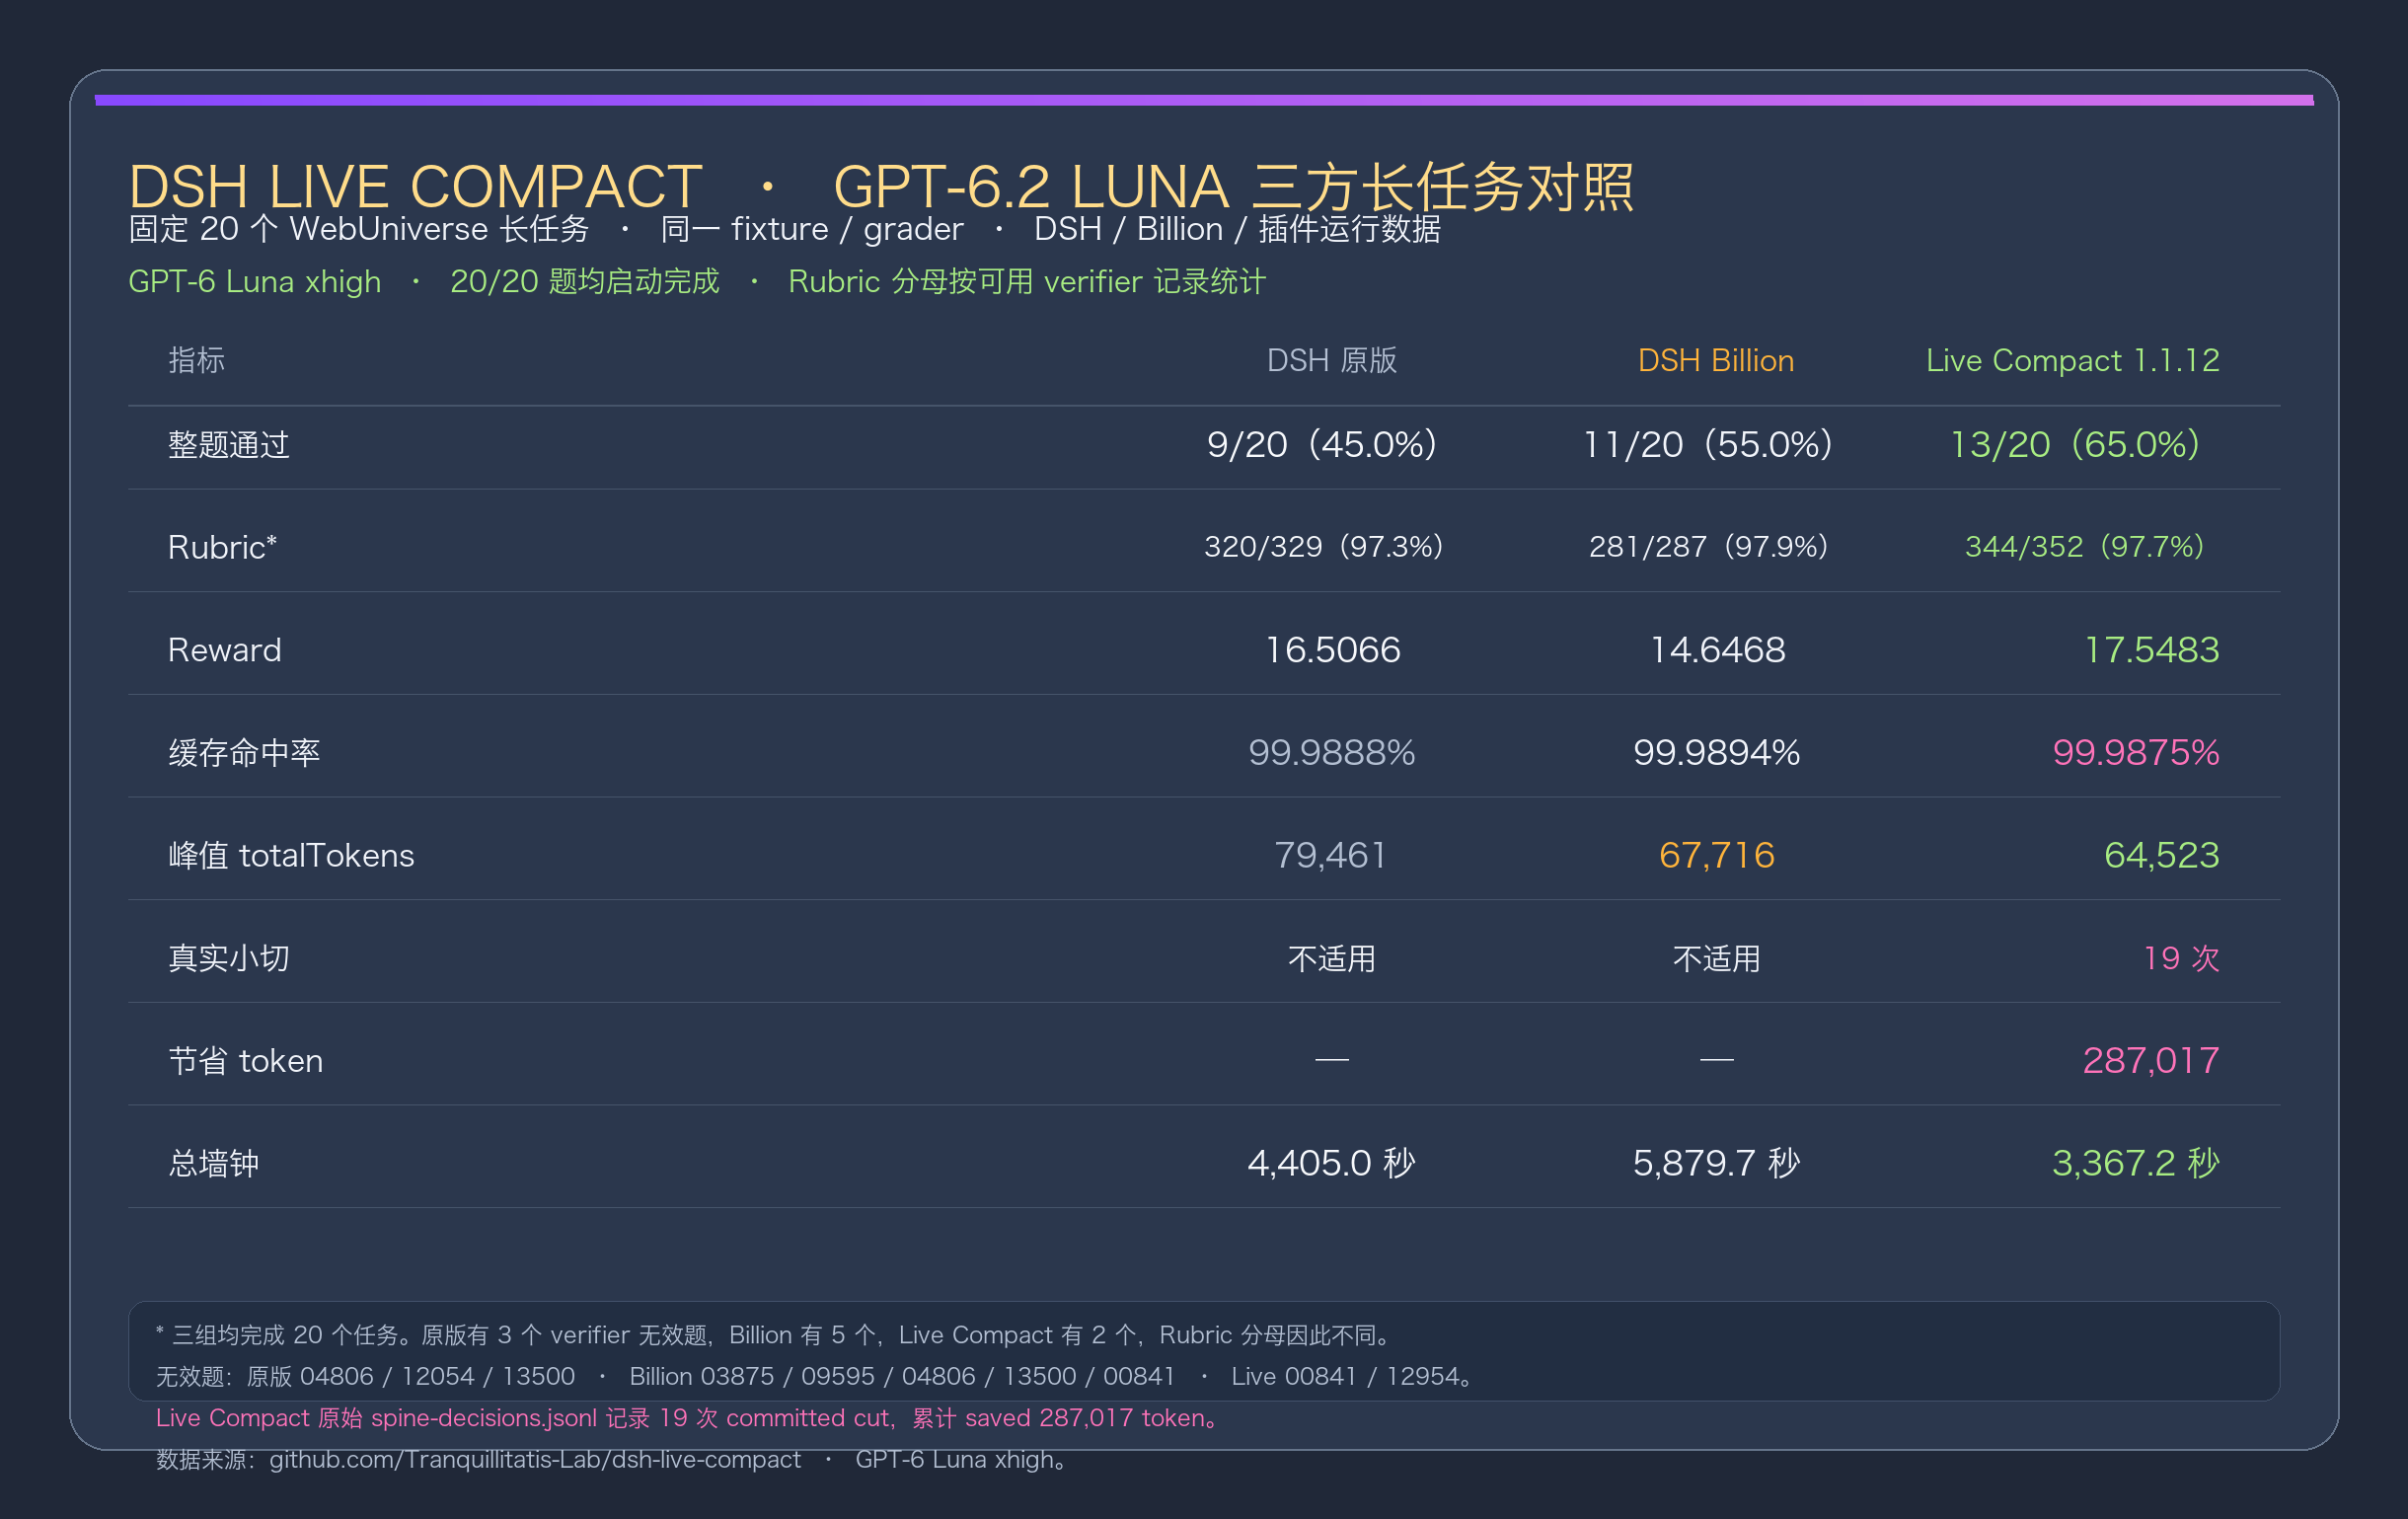 DSH LIVE COMPACT · GPT-6.2 LUNA 三方长任务对照
固定 20 个 WebUniverse 长任务 · 同一 fixture / grader · DSH / Billion / 插件运行数据
GPT-6 Luna xhigh · 20/20 题均启动完成 · Rubric 分母按可用 verifier 记录统计
指标 DSH 原版 DSH Billion Live Compact 1.1.12
整题通过 9/20（45.0%） 11/20（55.0%） 13/20（65.0%）
Rubric* 320/329（97.3%） 281/287（97.9%） 344/352（97.7%）
Reward 16.5066 14.6468 17.5483
缓存命中率 99.9888% 99.9894% 99.9875%
峰值 totalTokens 79,461 67,716 64,523
真实小切 不适用 不适用 19 次
节省 token — — 287,017
总墙钟 4,405.0 秒 5,879.7 秒 3,367.2 秒
* 三组均完成 20 个任务。原版有 3 个 verifier 无效题，Billion 有 5 个，Live Compact 有 2 个，Rubric 分母因此不同。
无效题：原版 04806 / 12054 / 13500 · Billion 03875 / 09595 / 04806 / 13500 / 00841 · Live 00841 / 12954。
Live Compact 原始 spine-decisions.jsonl 记录 19 次 committed cut，累计 saved 287,017 token。
数据来源：github.com/Tranquillitatis-Lab/dsh-live-compact · GPT-6 Luna xhigh。